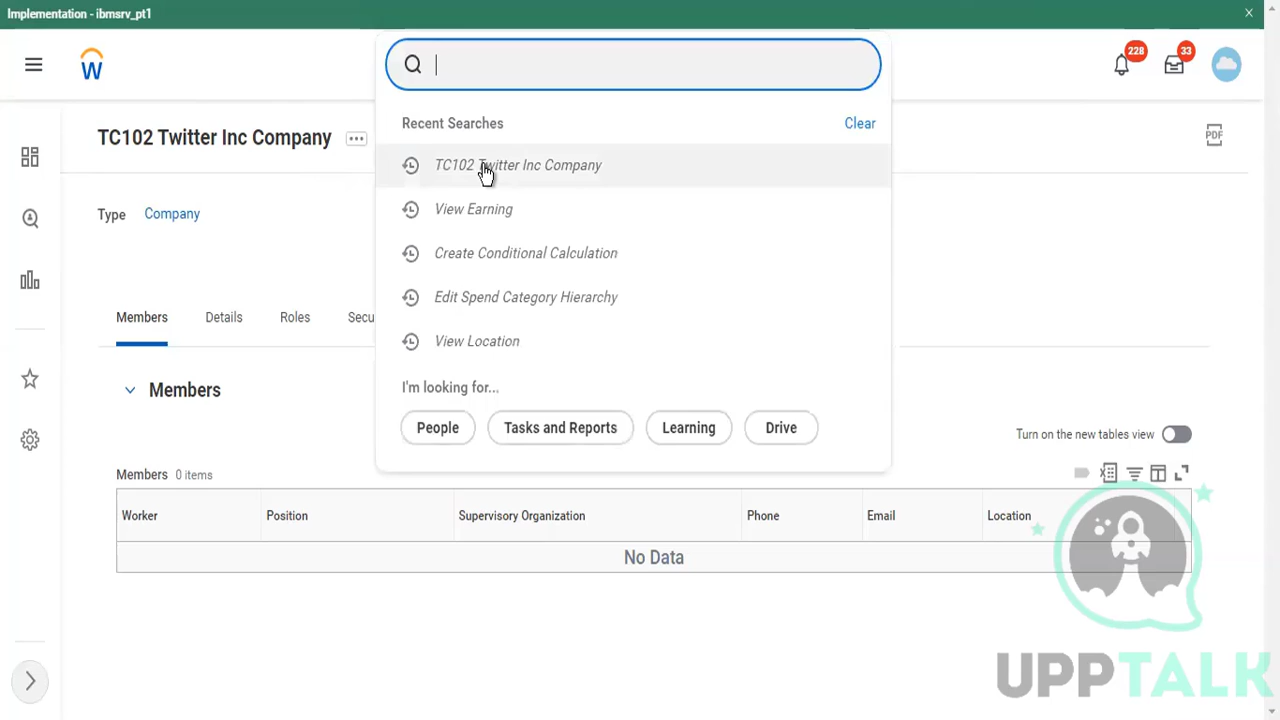 Implementation - ibmsrv_pt1
228
33
Recent Searches
Clear
TC102 Twitter Inc Company
PDF
TC102 Twitter Inc Company
View Earning
Type
Company
Create Conditional Calculation
Edit Spend Category Hierarchy
Members
Details
Roles
Secu
View Location
I'm looking for...
Members
People
Tasks and Reports
Learning
Drive
Turn on the new tables view
Members 0 items
Worker
Position
Supervisory Organization
Phone
Email
Location
No Data
UPPTALK